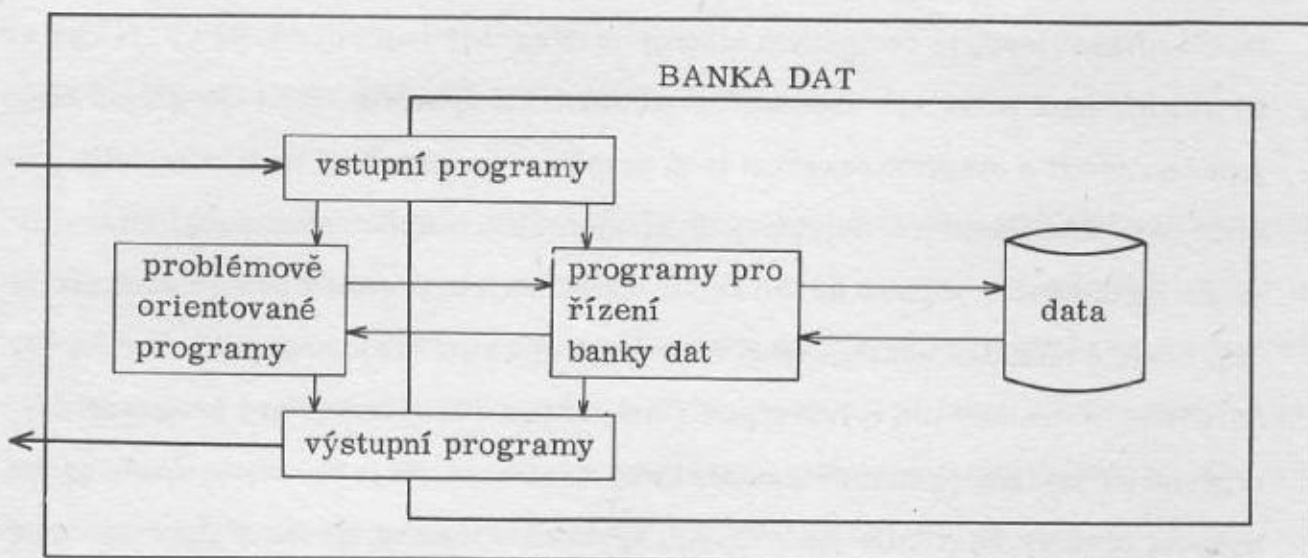 BANKA DAT
vstupní programy
problémově
orientované
programy
programy pro
řízení
banky dat
data
výstupní programy